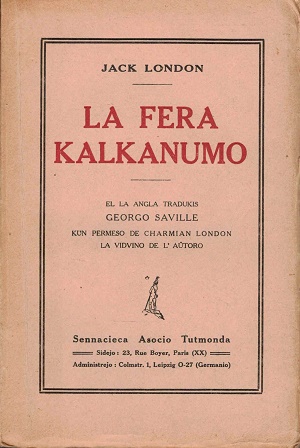 JACK LONDON
LA FERA
KALKANUMO
EL LA ANGLA TRADUKIS
GEORGO SAVILLE
KUN PERMESO DE CHARMIAN LONDON
LA VIDVINO DE L' AŬTORO
Sennacieca Asocio Tutmonda
Sidejo : 23, Rue Boyer, Paris (XX)
Administrejo : Colmstr. 1, Leipzig O-27 (Germanio)